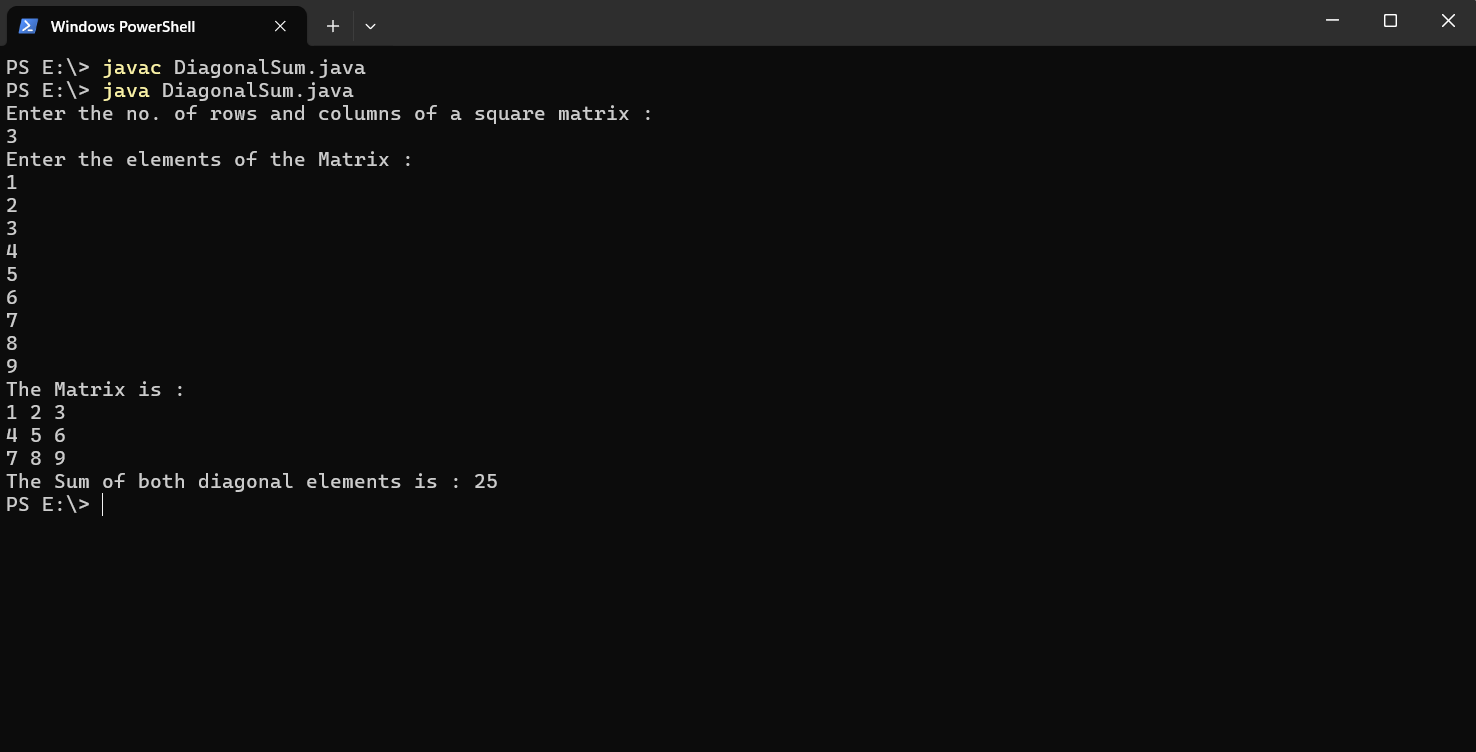 Windows PowerShell
PS E:\> javac DiagonalSum.java
PS E:\> java DiagonalSum.java
Enter the no. of rows and columns of a square matrix :
3
Enter the elements of the Matrix :
1
2
3
4
5
6
7
8
9
The Matrix is :
1 2 3
4 5 6
7 8 9
The Sum of both diagonal elements is : 25
PS E:\>